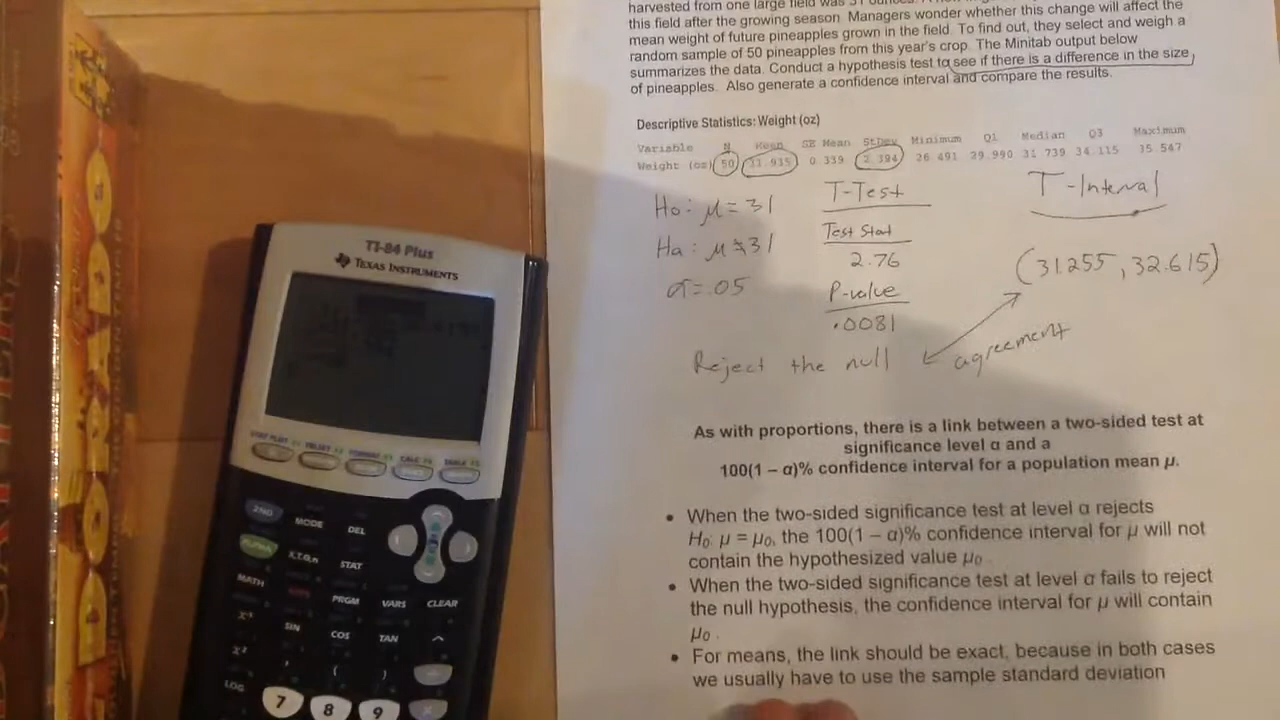 harvested from one large field was 31 ounces.
this field after the growing season. Managers wonder whether this change will affect the
mean weight of future pineapples grown in the field. To find out, they select and weigh a
random sample of 50 pineapples from this year's crop. The Minitab output below
summarizes the data. Conduct a hypothesis test to see if there is a difference in the size
of pineapples. Also generate a confidence interval and compare the results.
Descriptive Statistics: Weight (oz)
Variable N Mean SE Mean StDev Minimum Q1 Median Q3 Maximum
Weight (oz) 50 31.935 0.339 2.394 26.491 29.990 31.739 34.115 35.547
Ho: μ = 31
Ha: μ ≠ 31
α = .05
T-Test
Test Stat
2.76
P-value
.0081
T-Interval
(31.255, 32.615)
Reject the null
agreement
As with proportions, there is a link between a two-sided test at
significance level α and a
100(1 – α)% confidence interval for a population mean μ.
• When the two-sided significance test at level α rejects
H0: μ = μ0, the 100(1 – α)% confidence interval for μ will not
contain the hypothesized value μ0 .
• When the two-sided significance test at level α fails to reject
the null hypothesis, the confidence interval for μ will contain
μ0 .
• For means, the link should be exact, because in both cases
we usually have to use the sample standard deviation
TI-84 Plus
TEXAS INSTRUMENTS
STAT PLOT F1 TBLSET F2 FORMAT F3 CALC F4 TABLE F5
2ND MODE DEL
ALPHA X,T,θ,n STAT
MATH PRGM VARS CLEAR
SIN COS TAN ^
x² , ( )
LOG 7 8 9 ×